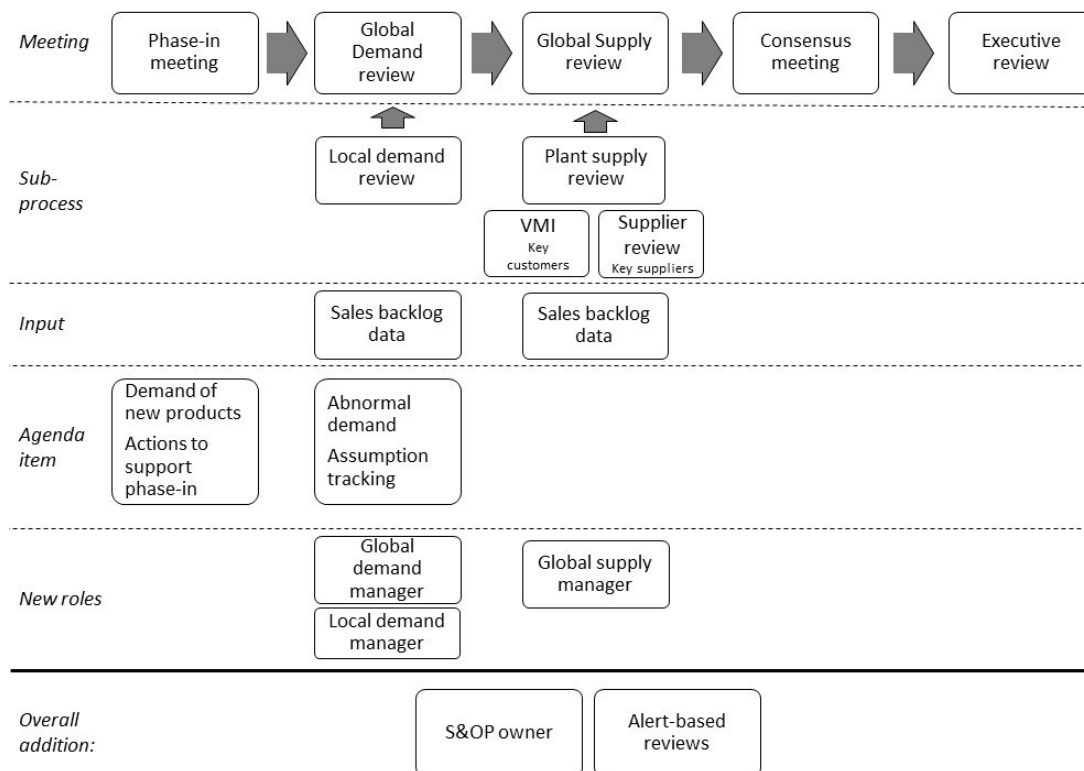 Meeting
Phase-in
meeting
Global
Demand
review
Global Supply
review
Consensus
meeting
Executive
review
Sub-
process
Local demand
review
Plant supply
review
VMI
Key
customers
Supplier
review
Key suppliers
Input
Sales backlog
data
Sales backlog
data
Agenda
item
Demand of
new products
Actions to
support
phase-in
Abnormal
demand
Assumption
tracking
New roles
Global
demand
manager
Local demand
manager
Global supply
manager
Overall
addition:
S&OP owner
Alert-based
reviews